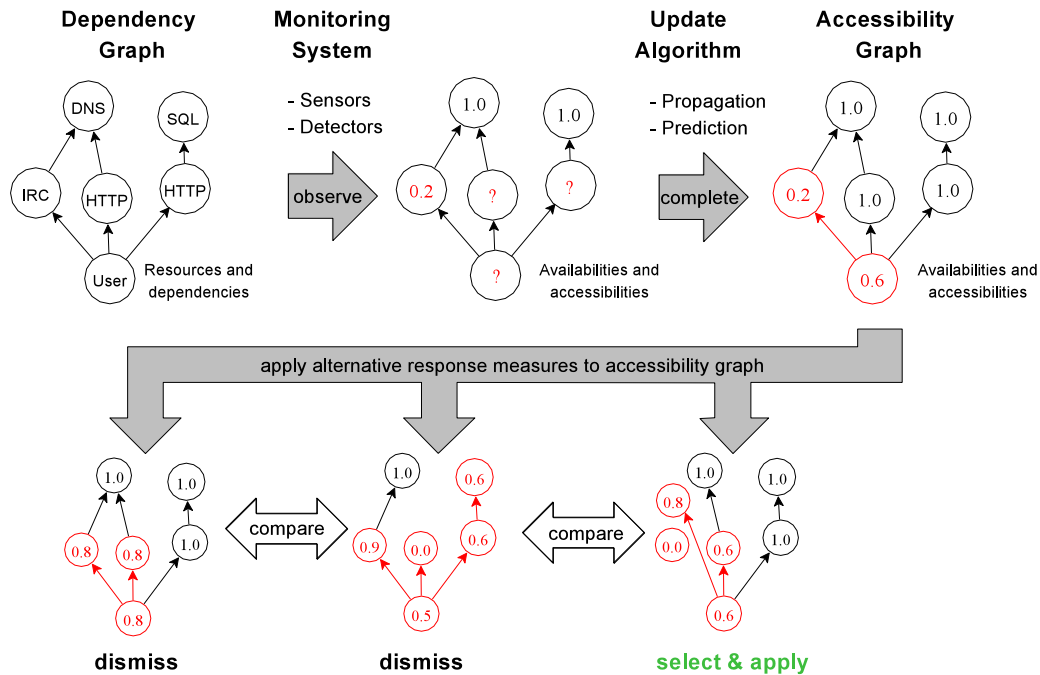 Dependency
Graph
Monitoring
System
Update
Algorithm
Accessibility
Graph
DNS
SQL
IRC
HTTP
HTTP
User
Resources and
dependencies
- Sensors
- Detectors
observe
1.0
1.0
0.2
?
?
?
Availabilities and
accessibilities
- Propagation
- Prediction
complete
1.0
1.0
0.2
1.0
1.0
0.6
Availabilities and
accessibilities
apply alternative response measures to accessibility graph
1.0
1.0
0.8
0.8
1.0
0.8
dismiss
compare
1.0
0.6
0.9
0.0
0.6
0.5
dismiss
compare
1.0
1.0
0.8
0.0
0.6
1.0
0.6
select & apply